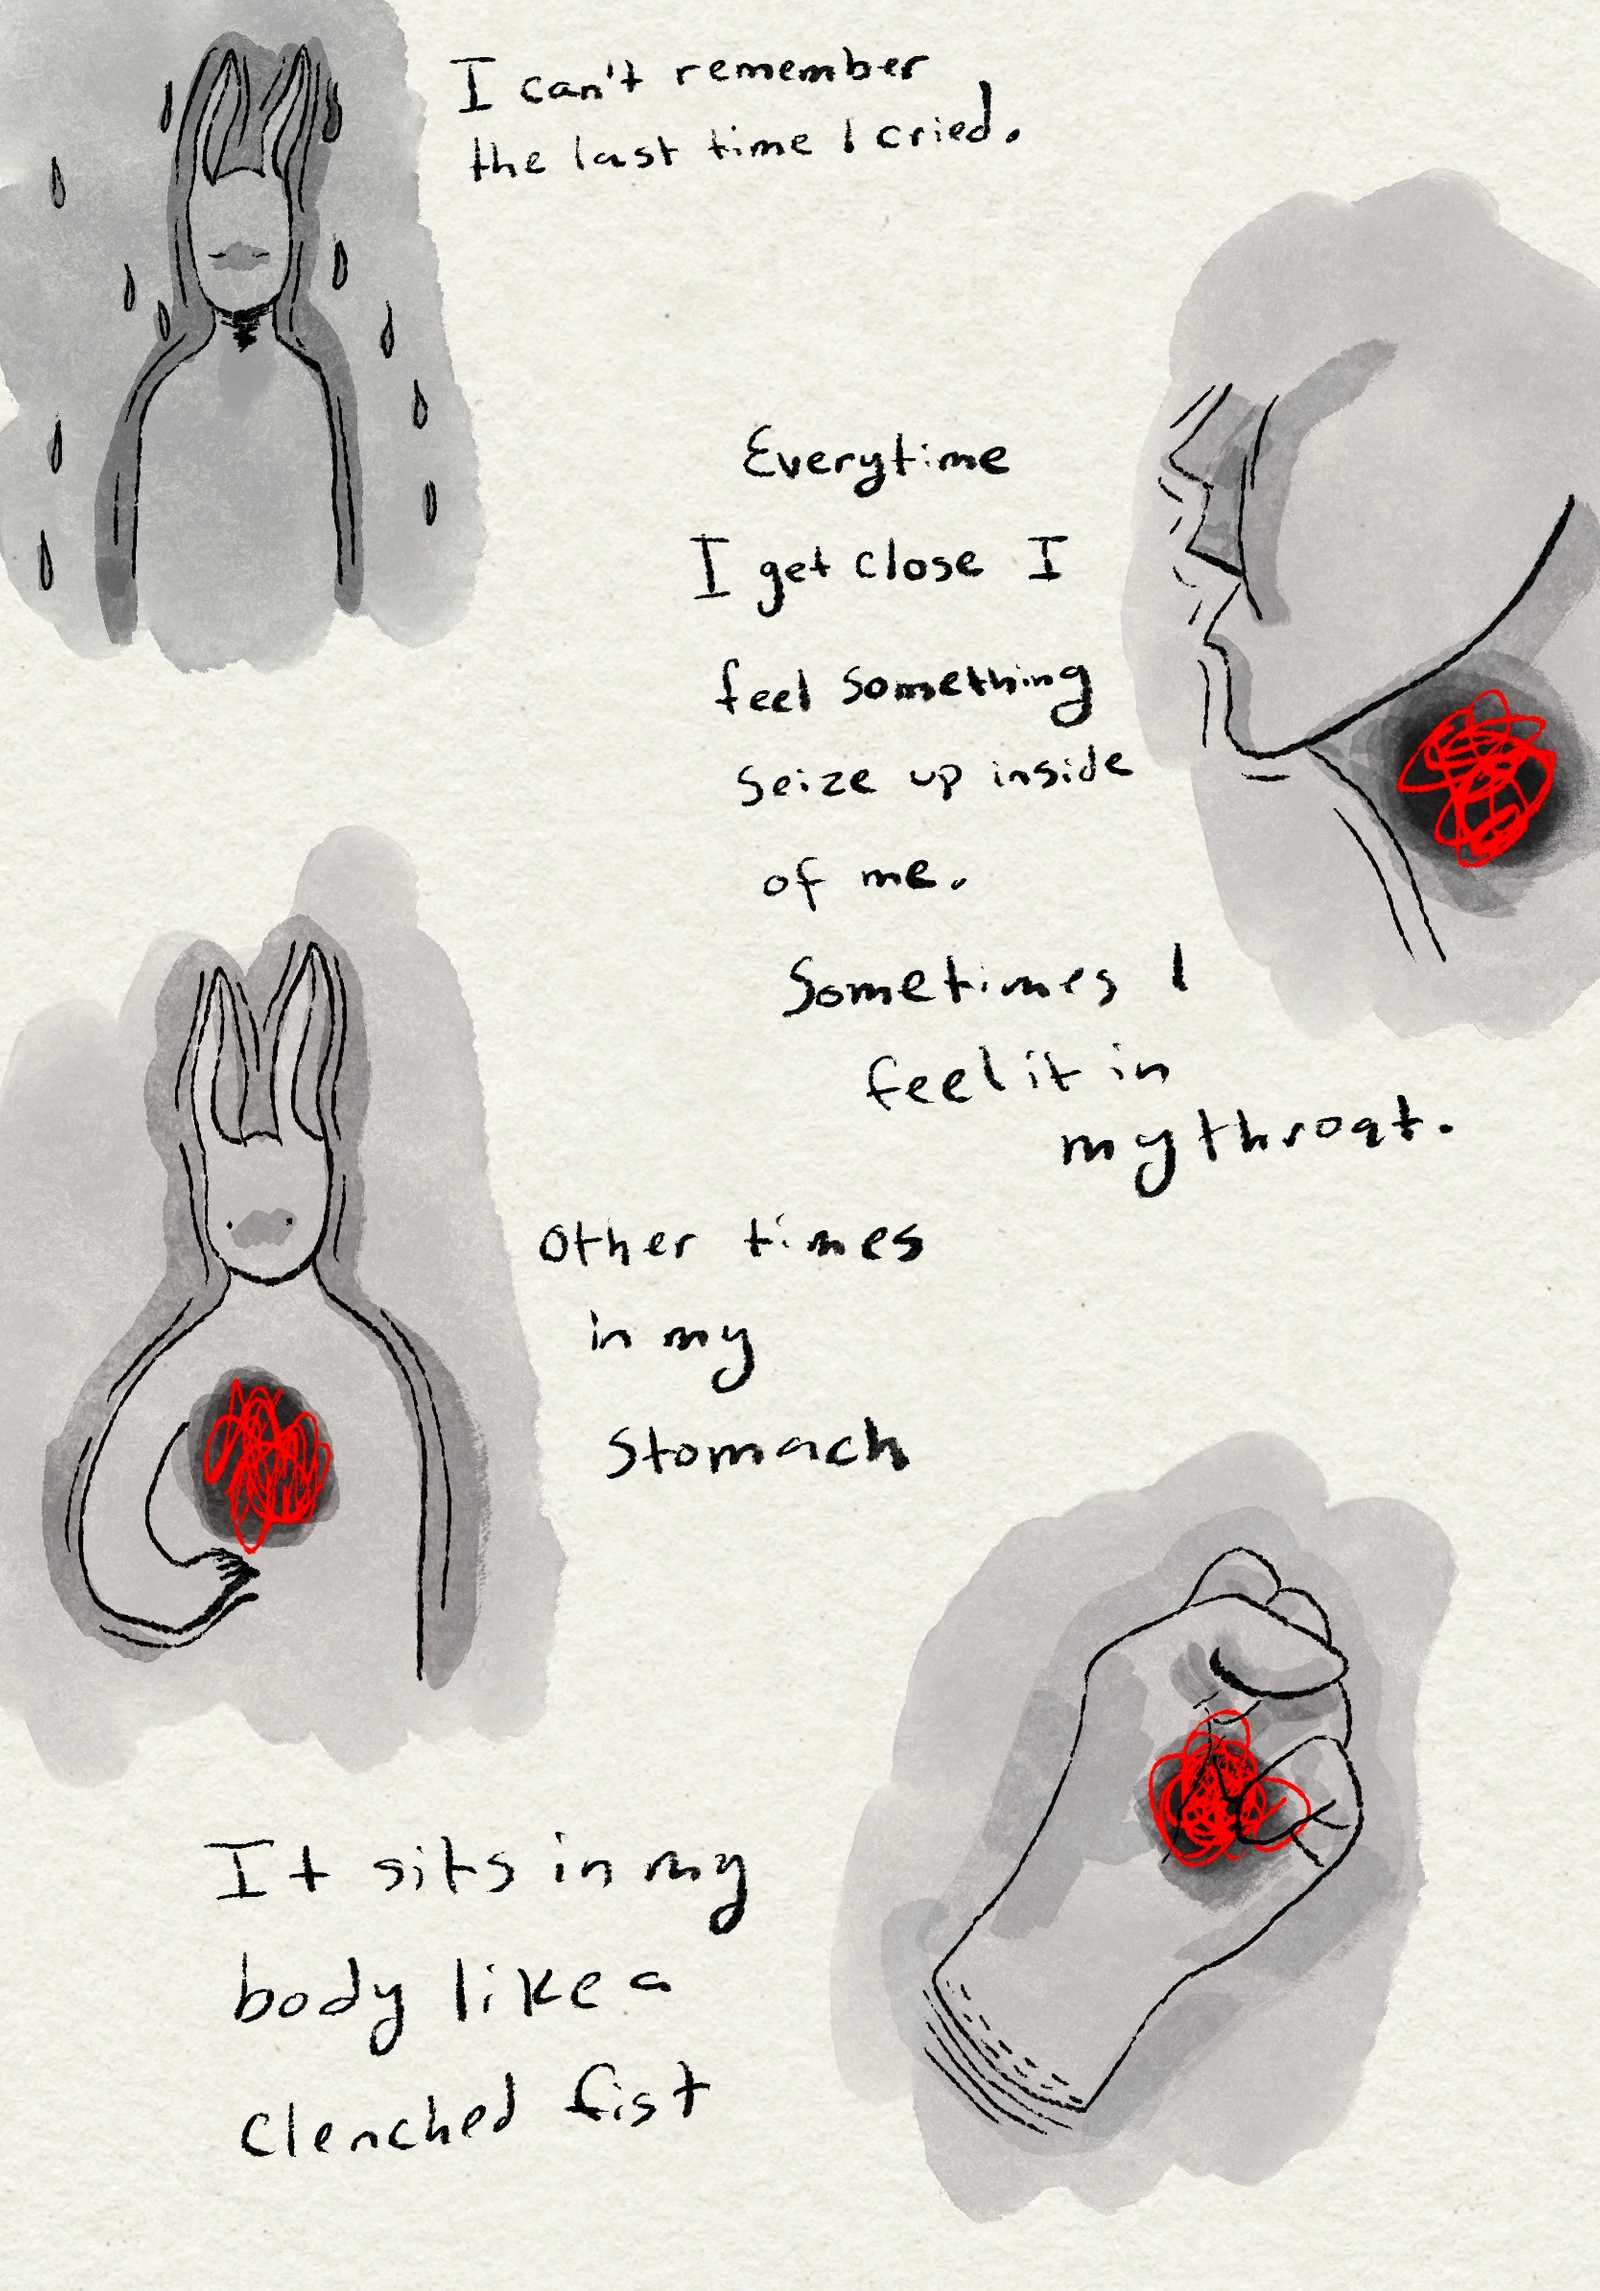 I can't remember
the last time I cried.
Everytime
I get close I
feel something
seize up inside
of me.
Sometimes I
feel it in
my throat.
Other times
in my
stomach
It sits in my
body like a
clenched fist